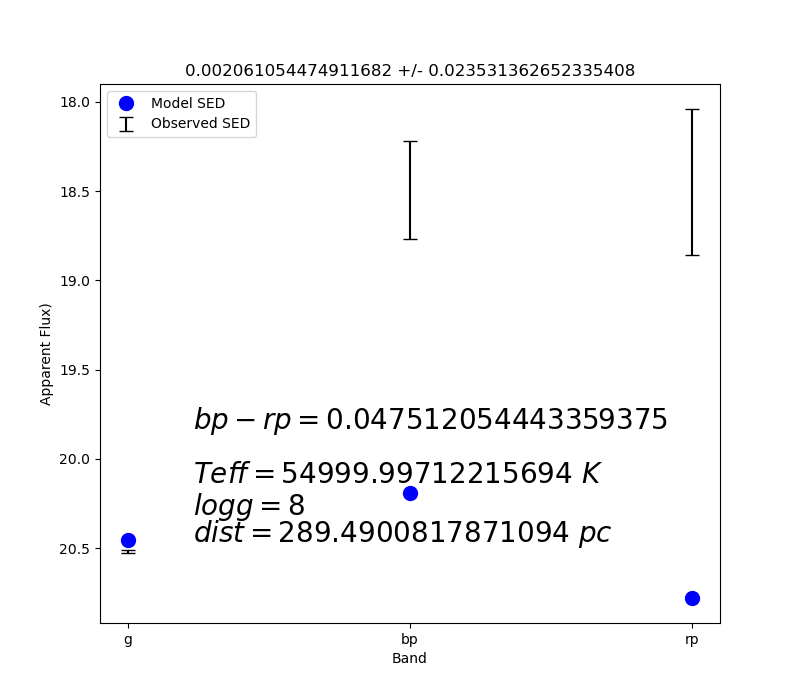 0.002061054474911682 +/- 0.023531362652335408
Model SED
Observed SED
18.0
18.5
19.0
19.5
20.0
20.5
Apparent Flux)
bp − rp = 0.047512054443359375
Teff = 54999.99712215694 K
logg = 8
dist = 289.4900817871094 pc
g
bp
rp
Band